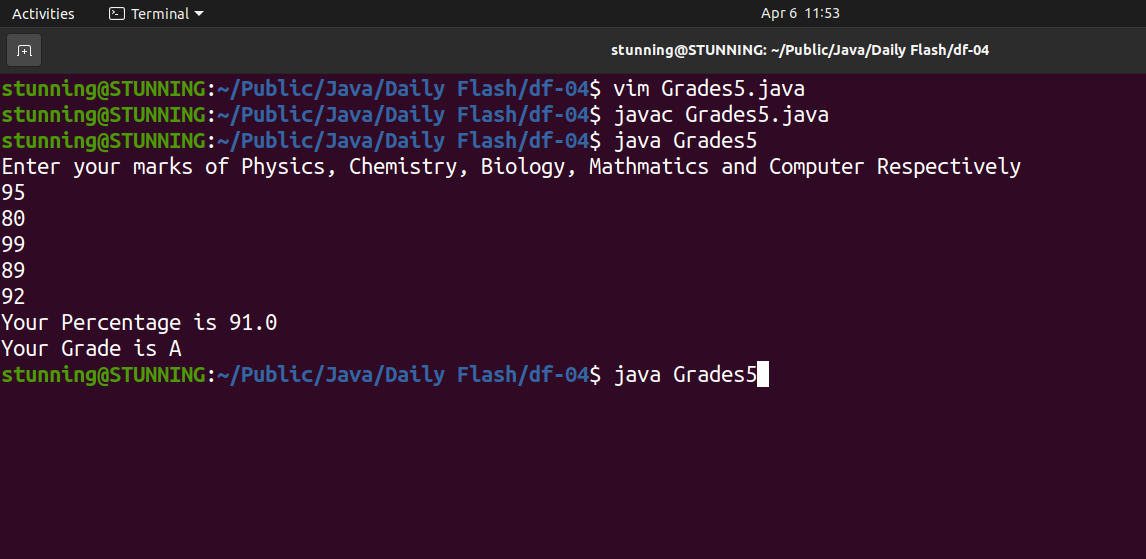 Activities Terminal Apr 6 11:53
stunning@STUNNING: ~/Public/Java/Daily Flash/df-04
stunning@STUNNING:~/Public/Java/Daily Flash/df-04$ vim Grades5.java
stunning@STUNNING:~/Public/Java/Daily Flash/df-04$ javac Grades5.java
stunning@STUNNING:~/Public/Java/Daily Flash/df-04$ java Grades5
Enter your marks of Physics, Chemistry, Biology, Mathmatics and Computer Respectively
95
80
99
89
92
Your Percentage is 91.0
Your Grade is A
stunning@STUNNING:~/Public/Java/Daily Flash/df-04$ java Grades5